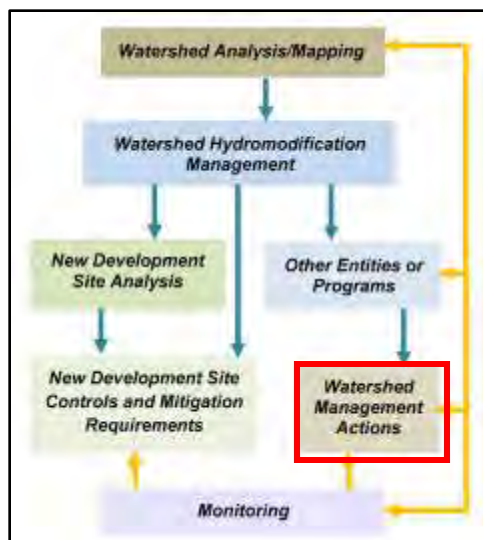 Watershed Analysis/Mapping
Watershed Hydromodification
Management
New Development
Site Analysis
Other Entities or
Programs
New Development Site
Controls and Mitigation
Requirements
Watershed
Management
Actions
Monitoring